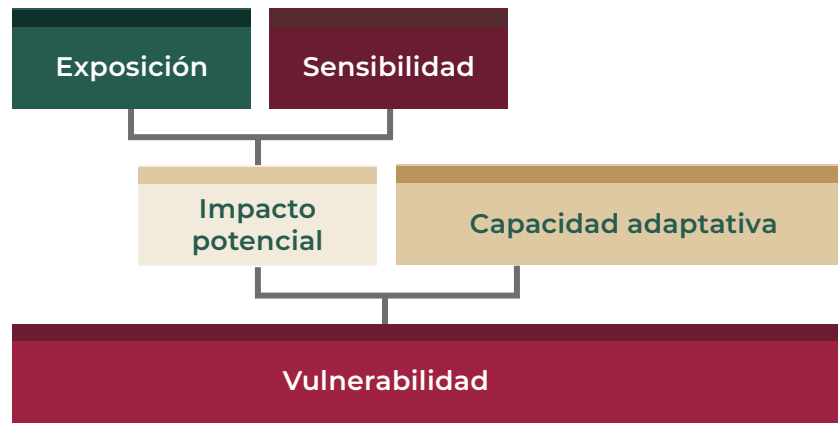 Exposición
Sensibilidad
Impacto
potencial
Capacidad adaptativa
Vulnerabilidad